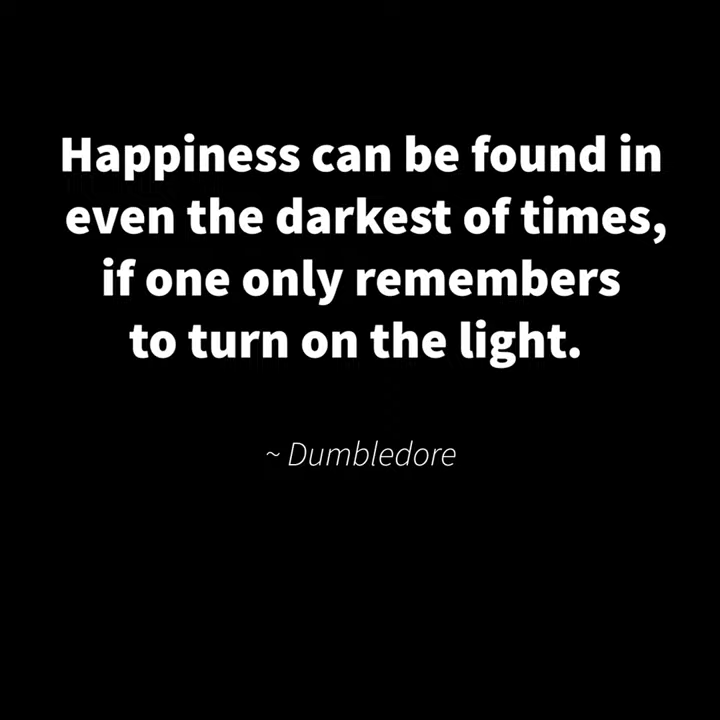 Happiness can be found in
even the darkest of times,
if one only remembers
to turn on the light.
~ Dumbledore